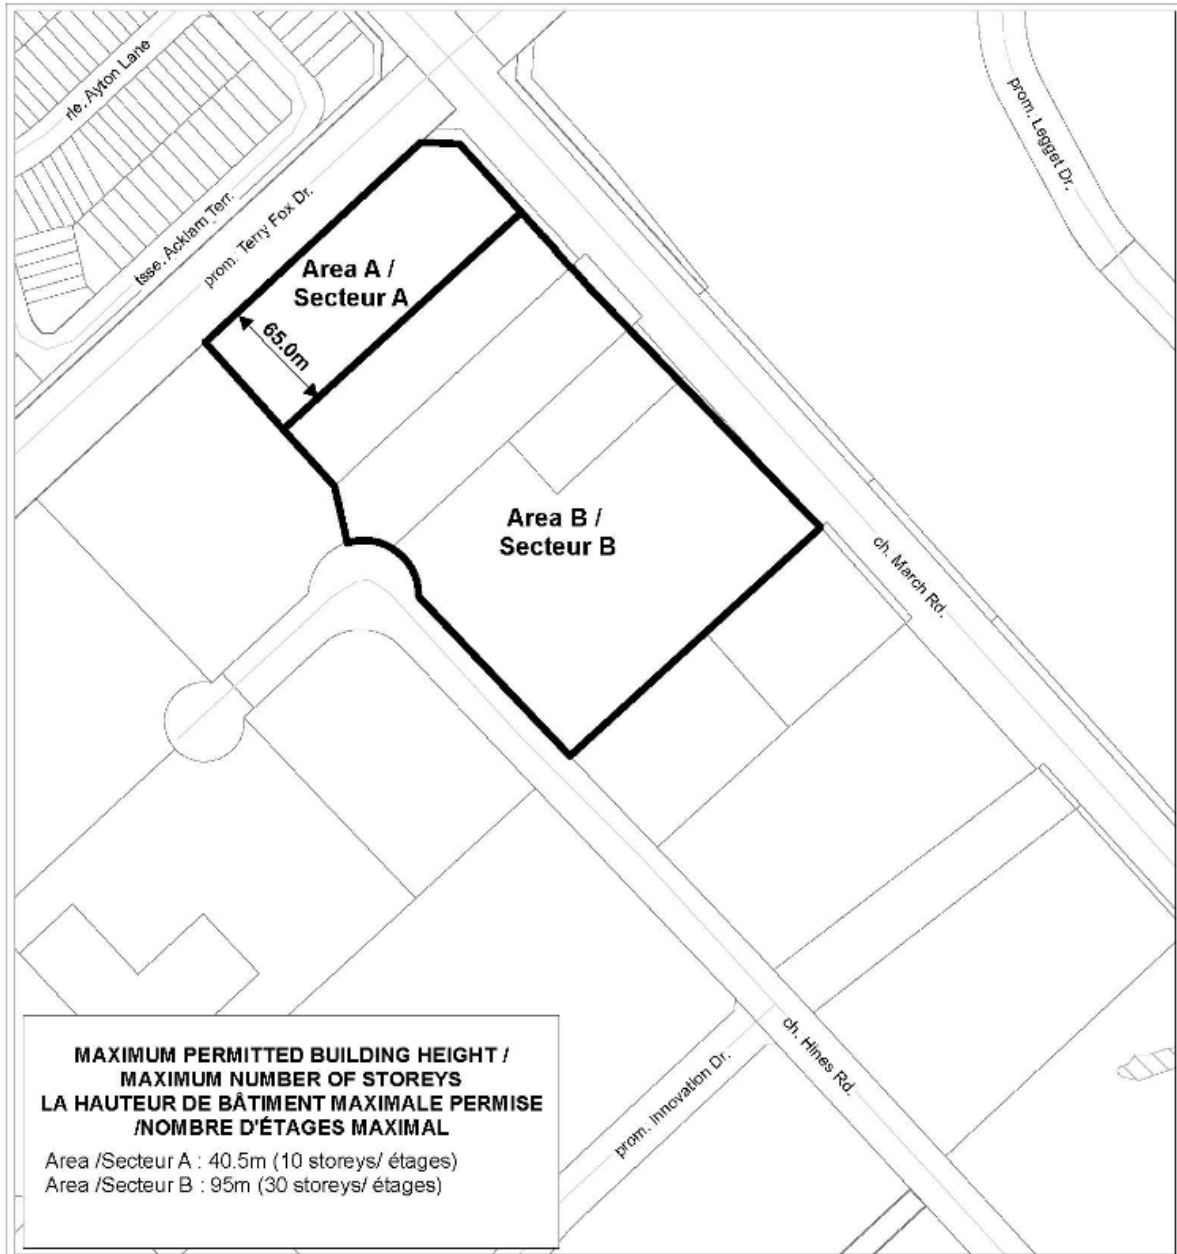 rle. Ayton Lane
prom. Legget Dr.
tsse. Acklam Terr.
prom. Terry Fox Dr.
Area A /
Secteur A
65.0m
Area B /
Secteur B
ch. March Rd.
ch. Hines Rd.
prom. Innovation Dr.
MAXIMUM PERMITTED BUILDING HEIGHT /
MAXIMUM NUMBER OF STOREYS
LA HAUTEUR DE BÂTIMENT MAXIMALE PERMISE
/NOMBRE D'ÉTAGES MAXIMAL
Area /Secteur A : 40.5m (10 storeys/ étages)
Area /Secteur B : 95m (30 storeys/ étages)